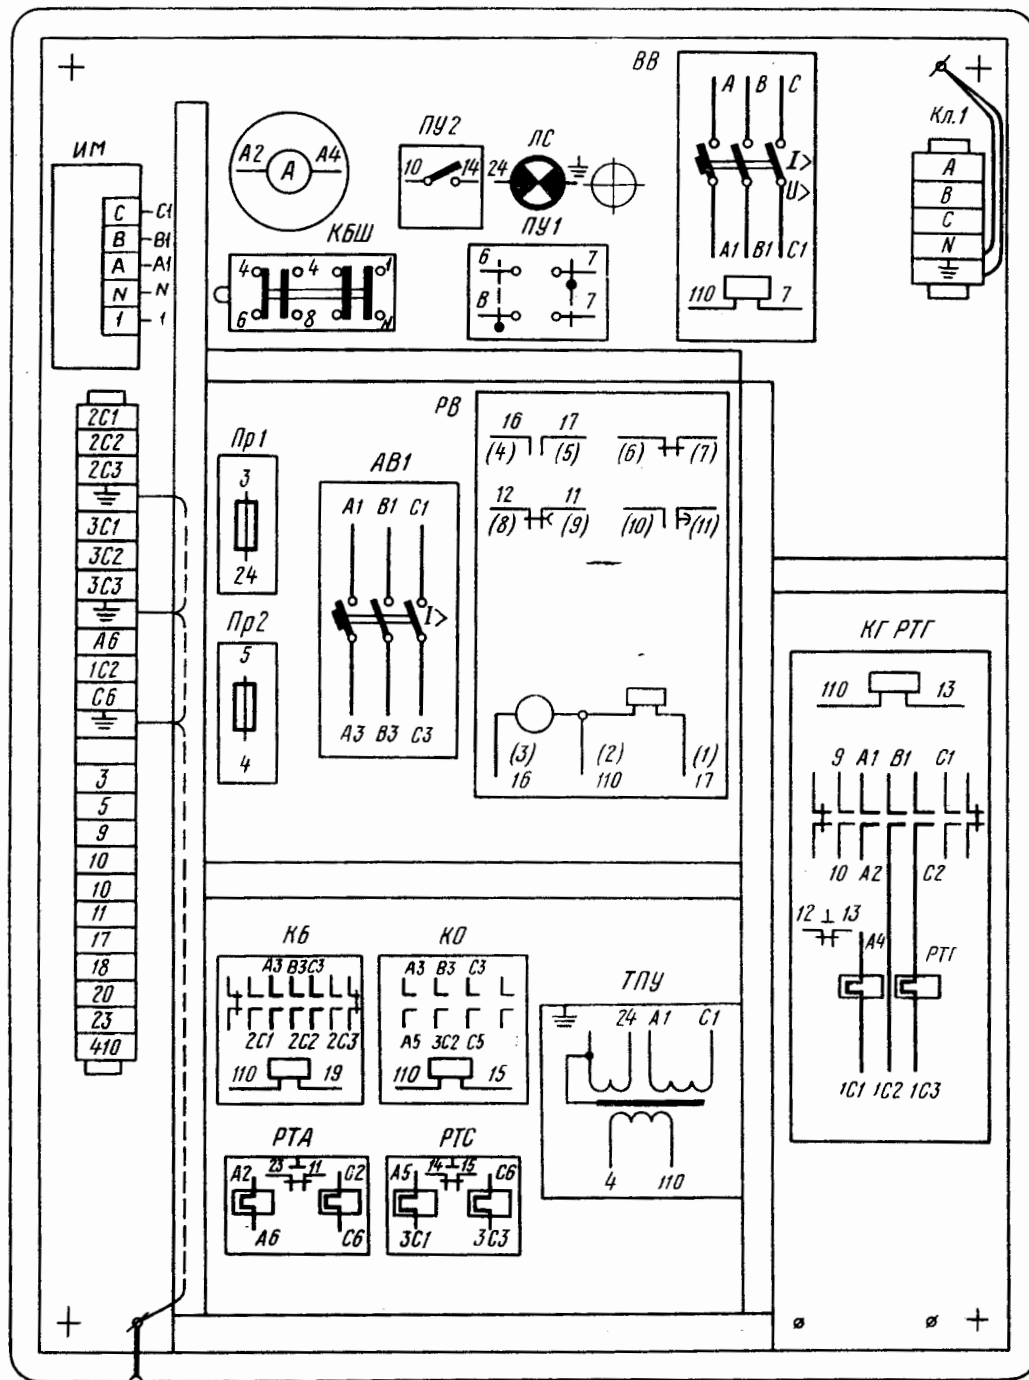 ВВ
A B C
I>
U>
A1 B1 C1
110 7
Кл.1
A
B
C
N
ИМ
C C1
B B1
A A1
N N
1 1
A2 A A4
ПУ2
10 14
ЛС
24
КБШ
4 4 1
6 8 N
ПУ1
6 7
В 7
2C1
2C2
2C3
3C1
3C2
3C3
A6
1C2
C6
3
5
9
10
10
11
17
18
20
23
410
Пр1
3
24
Пр2
5
4
АВ1
A1 B1 C1
I>
A3 B3 C3
РВ
16 17
(4) (5) (6) (7)
12 11
(8) (9) (10) (11)
(3) (2) (1)
16 110 17
КГ РТГ
110 13
9 A1 B1 C1
10 A2 C2
12 13
A4 РТГ
1C1 1C2 1C3
КБ
A3 B3 C3
2C1 2C2 2C3
110 19
КО
A3 B3 C3
A5 3C2 C5
110 15
ТПУ
24 A1 C1
4 110
РТА
A2 23 11 C2
A6 C6
РТС
A5 14 15 C6
3C1 3C3